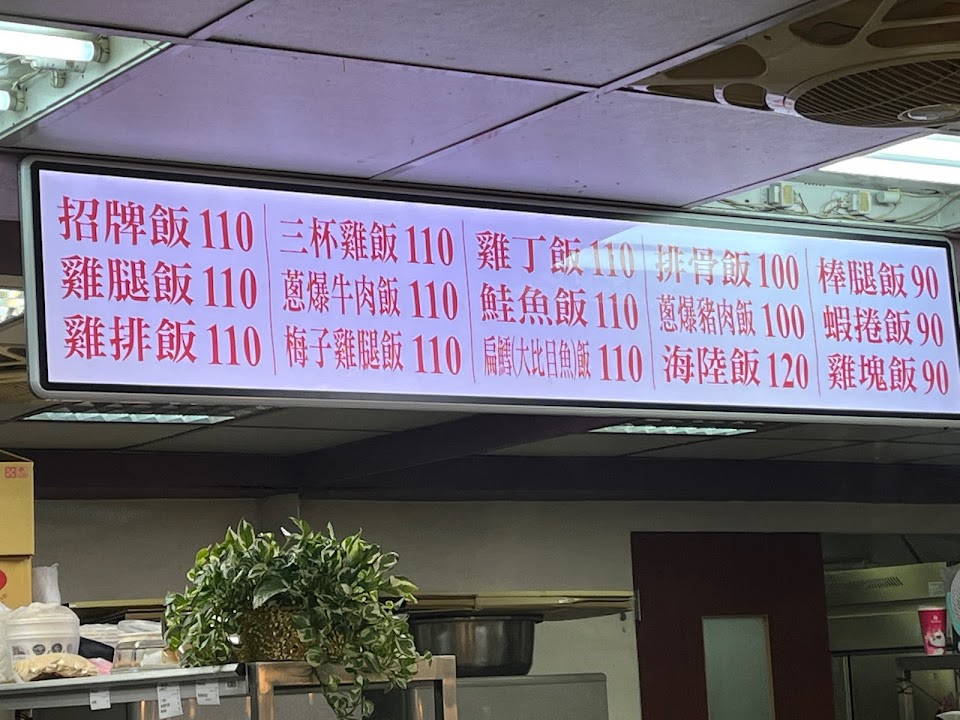 招牌飯 110
雞腿飯 110
雞排飯 110
三杯雞飯 110
蔥爆牛肉飯 110
梅子雞腿飯 110
雞丁飯 110
鮭魚飯 110
扁鱈(大比目魚)飯 110
排骨飯 100
蔥爆豬肉飯 100
海陸飯 120
棒腿飯 90
蝦捲飯 90
雞塊飯 90